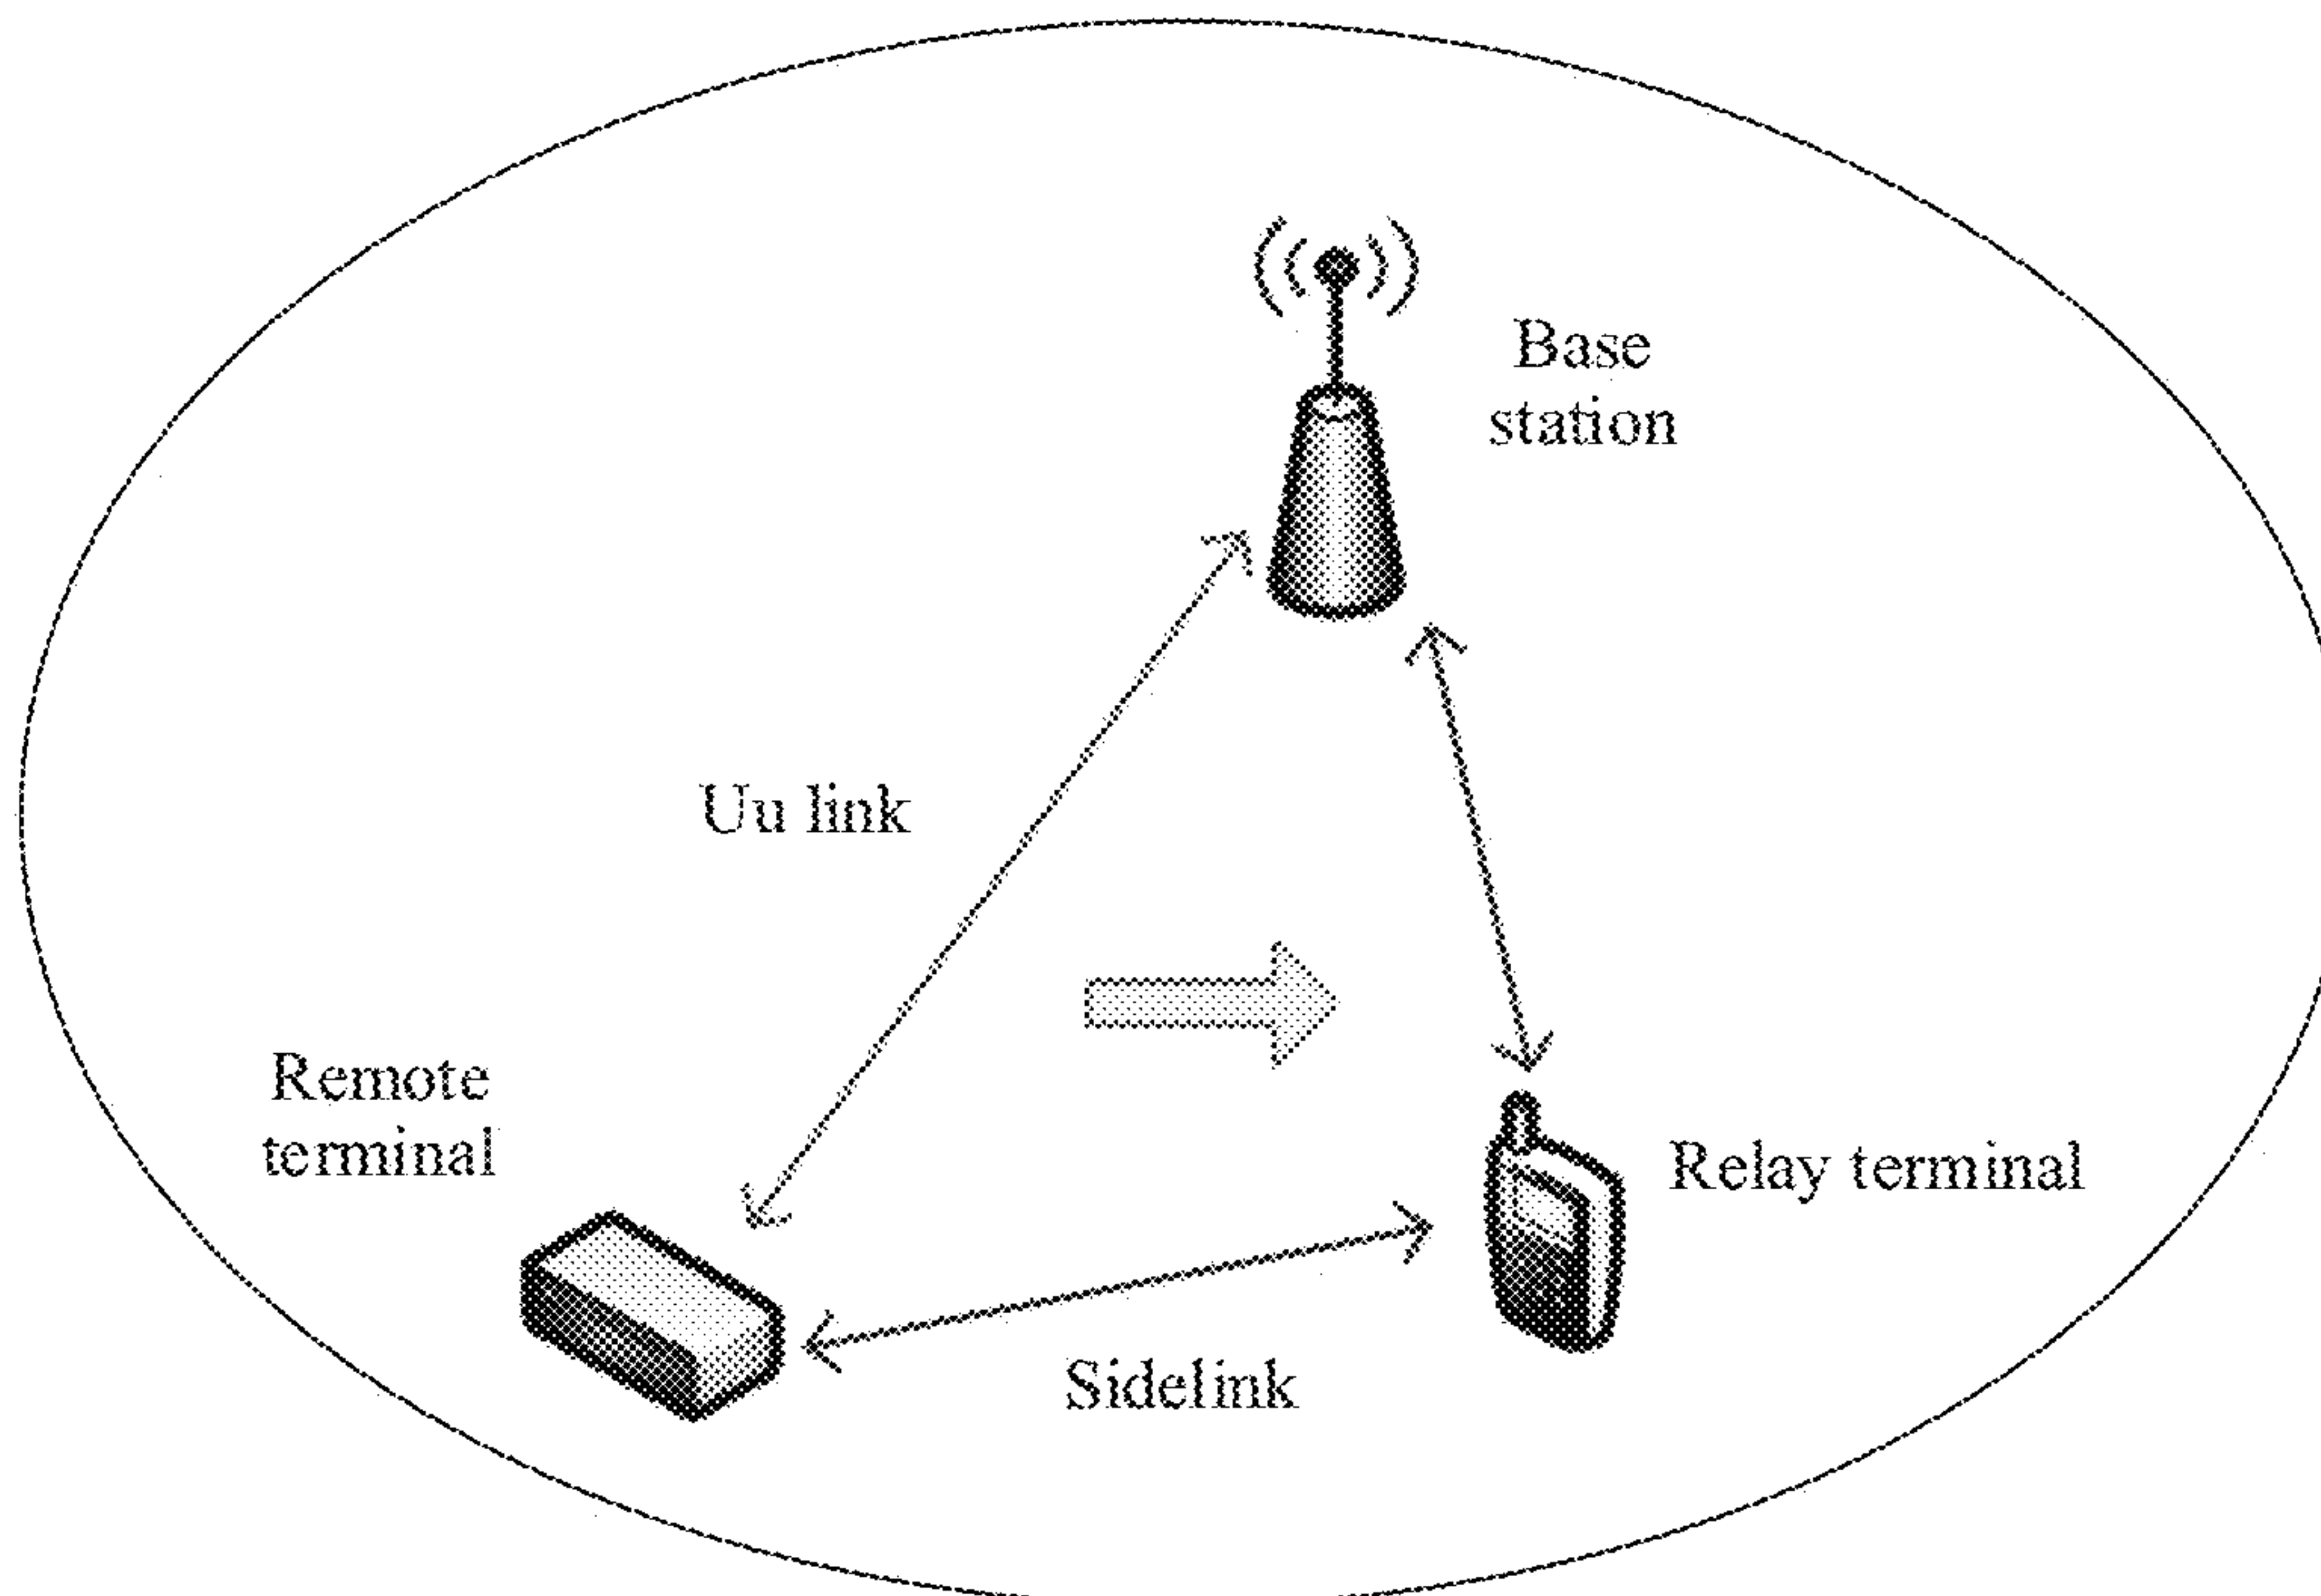 Base
station
Uu link
Remote
terminal
Relay terminal
Sidelink